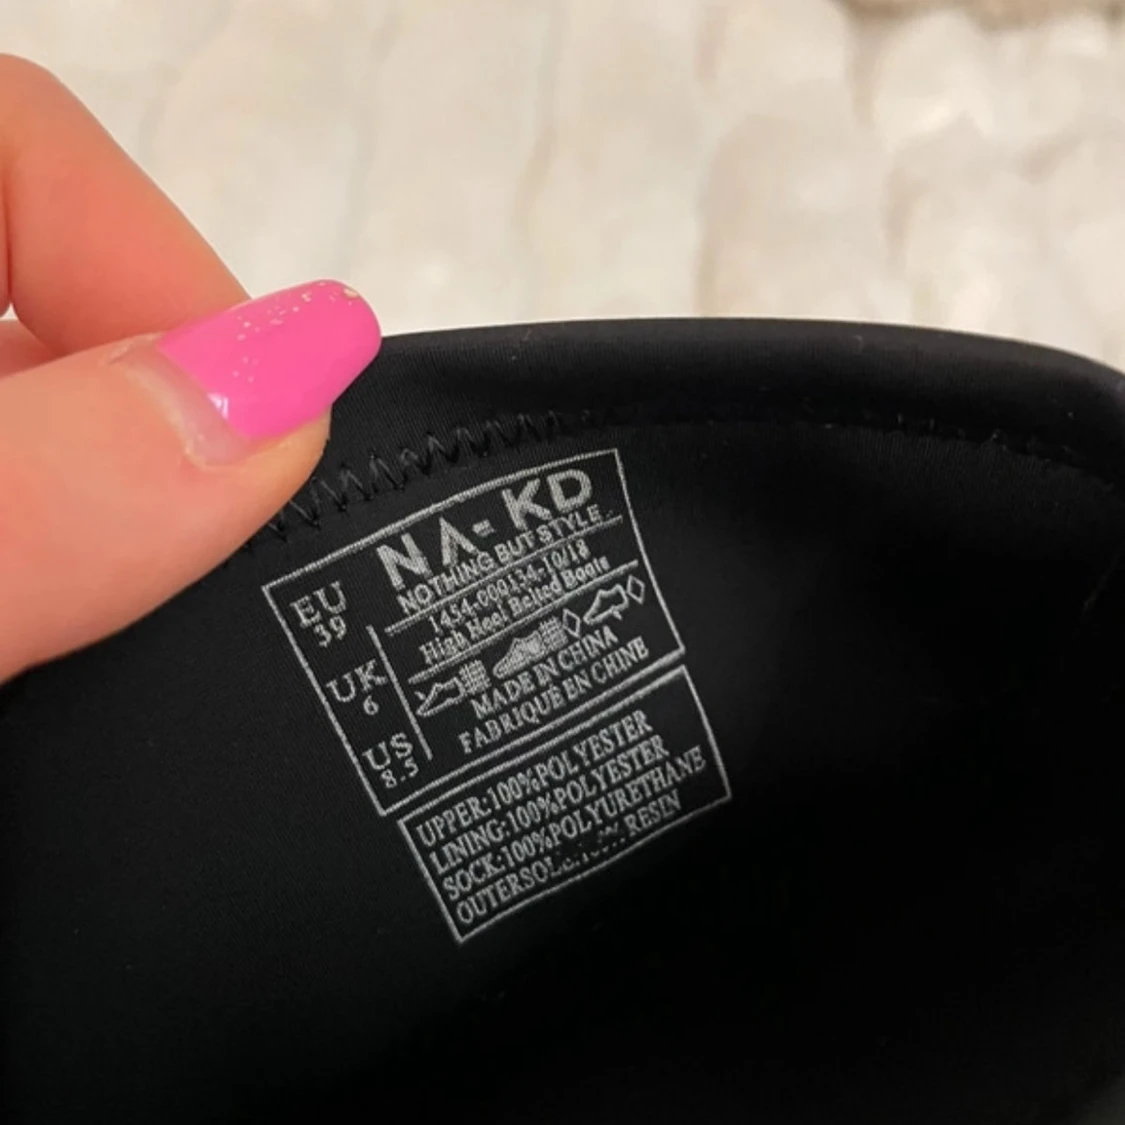 NA-KD
NOTHING BUT STYLE
EU
39
UK
6
US
8.5
1454-000134-10/18
High Heel Belted Boots
MADE IN CHINA
FABRIQUÉ EN CHINE
UPPER:100%POLYESTER
LINING:100%POLYESTER
SOCK:100%POLYURETHANE
OUTERSOLE: RESIN